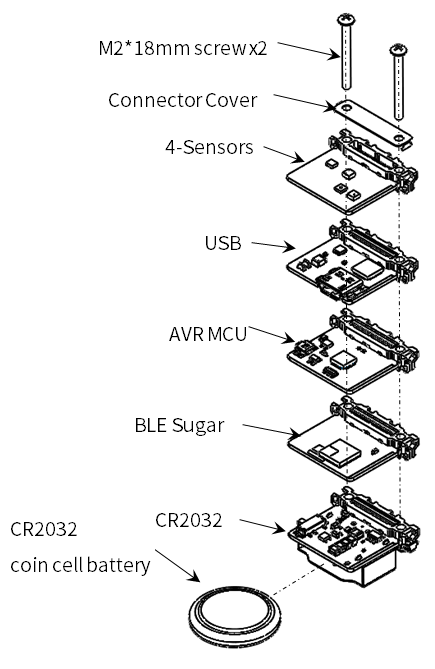 M2*18mm screw x2
Connector Cover
4-Sensors
USB
AVR MCU
BLE Sugar
CR2032
CR2032
coin cell battery